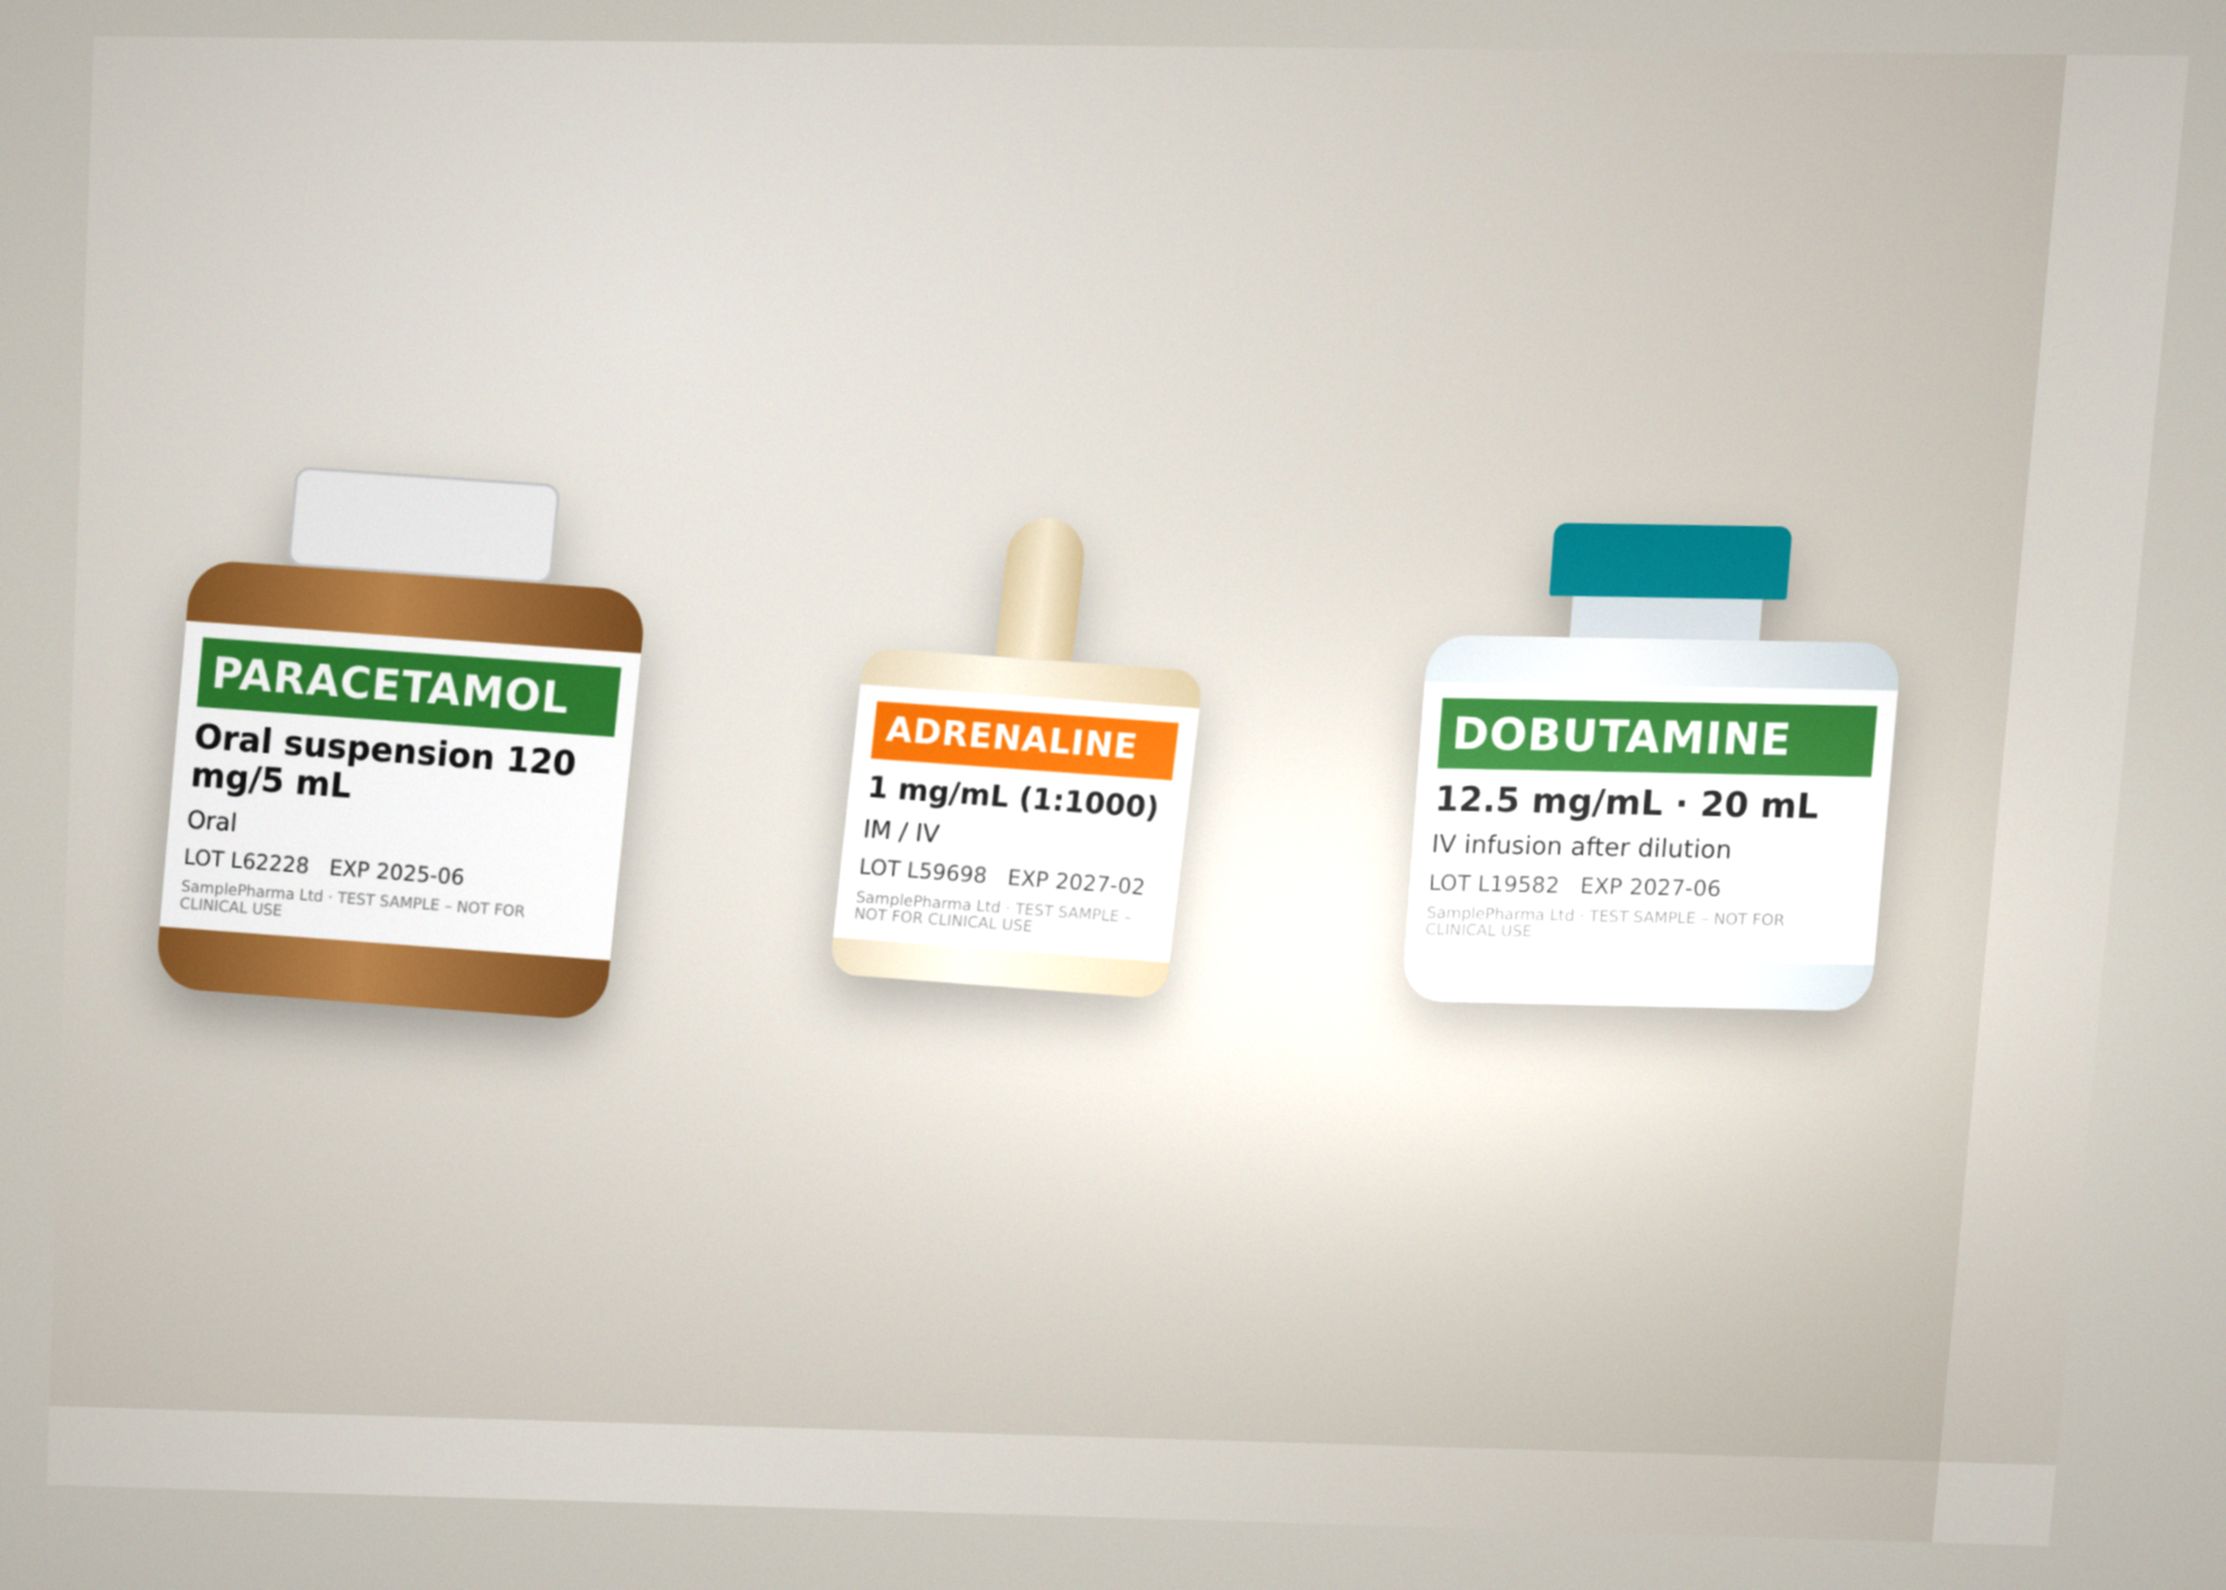 PARACETAMOL
Oral suspension 120
mg/5 mL
Oral
LOT L62228 EXP 2025-06
SamplePharma Ltd · TEST SAMPLE – NOT FOR
CLINICAL USE
ADRENALINE
1 mg/mL (1:1000)
IM / IV
LOT L59698 EXP 2027-02
SamplePharma Ltd · TEST SAMPLE –
NOT FOR CLINICAL USE
DOBUTAMINE
12.5 mg/mL · 20 mL
IV infusion after dilution
LOT L19582 EXP 2027-06
SamplePharma Ltd · TEST SAMPLE – NOT FOR
CLINICAL USE